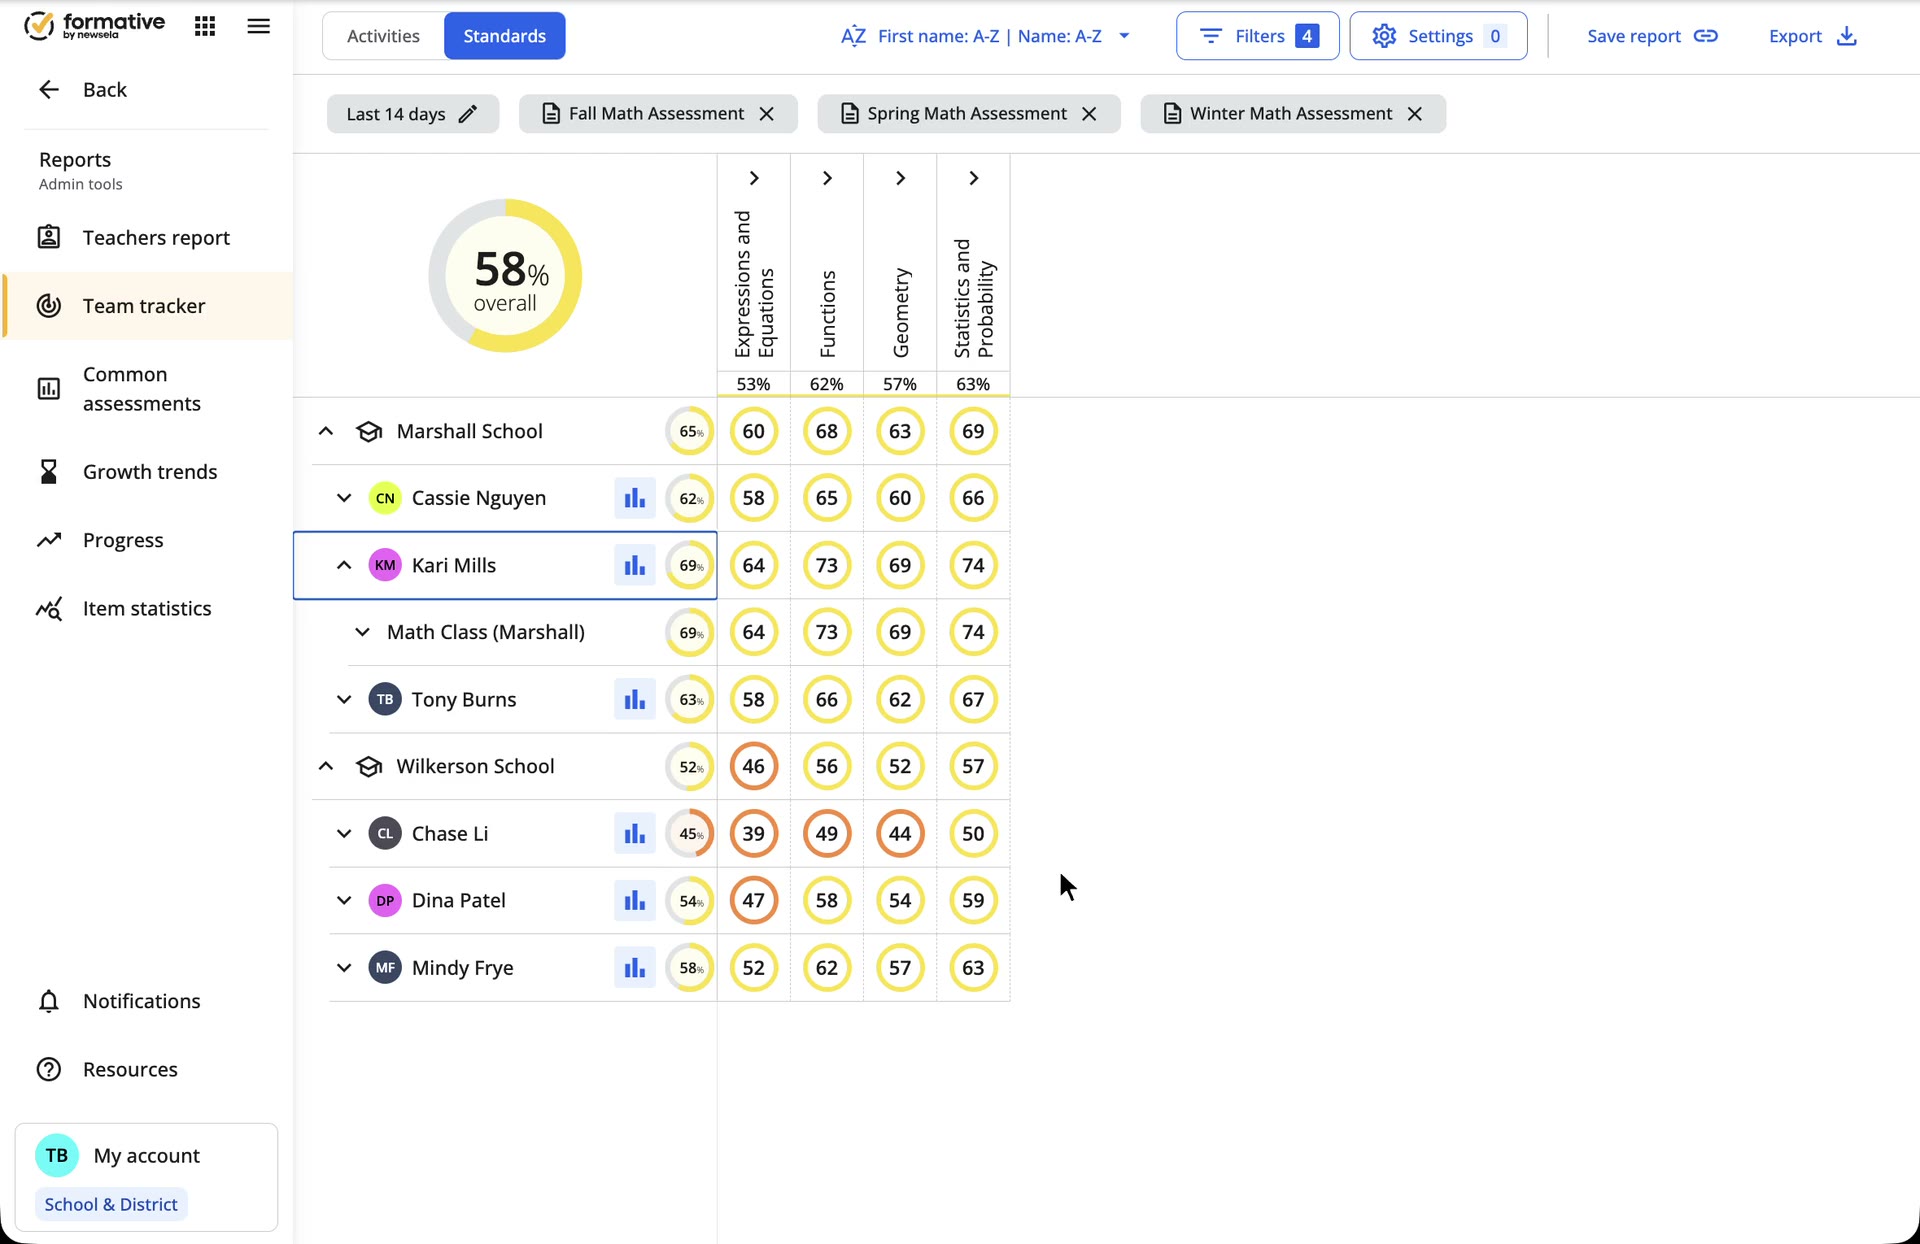 formative
by newsela
Back
Reports
Admin tools
Teachers report
Team tracker
Common
assessments
Growth trends
Progress
Item statistics
Notifications
Resources
TB My account
School & District
Activities
Standards
AZ First name: A-Z | Name: A-Z
Filters 4
Settings 0
Save report
Export
Last 14 days
Fall Math Assessment
Spring Math Assessment
Winter Math Assessment
58%
overall
Expressions and
Equations
Functions
Geometry
Statistics and
Probability
53% 62% 57% 63%
Marshall School 65% 60 68 63 69
CN Cassie Nguyen 62% 58 65 60 66
KM Kari Mills 69% 64 73 69 74
Math Class (Marshall) 69% 64 73 69 74
TB Tony Burns 63% 58 66 62 67
Wilkerson School 52% 46 56 52 57
CL Chase Li 45% 39 49 44 50
DP Dina Patel 54% 47 58 54 59
MF Mindy Frye 58% 52 62 57 63